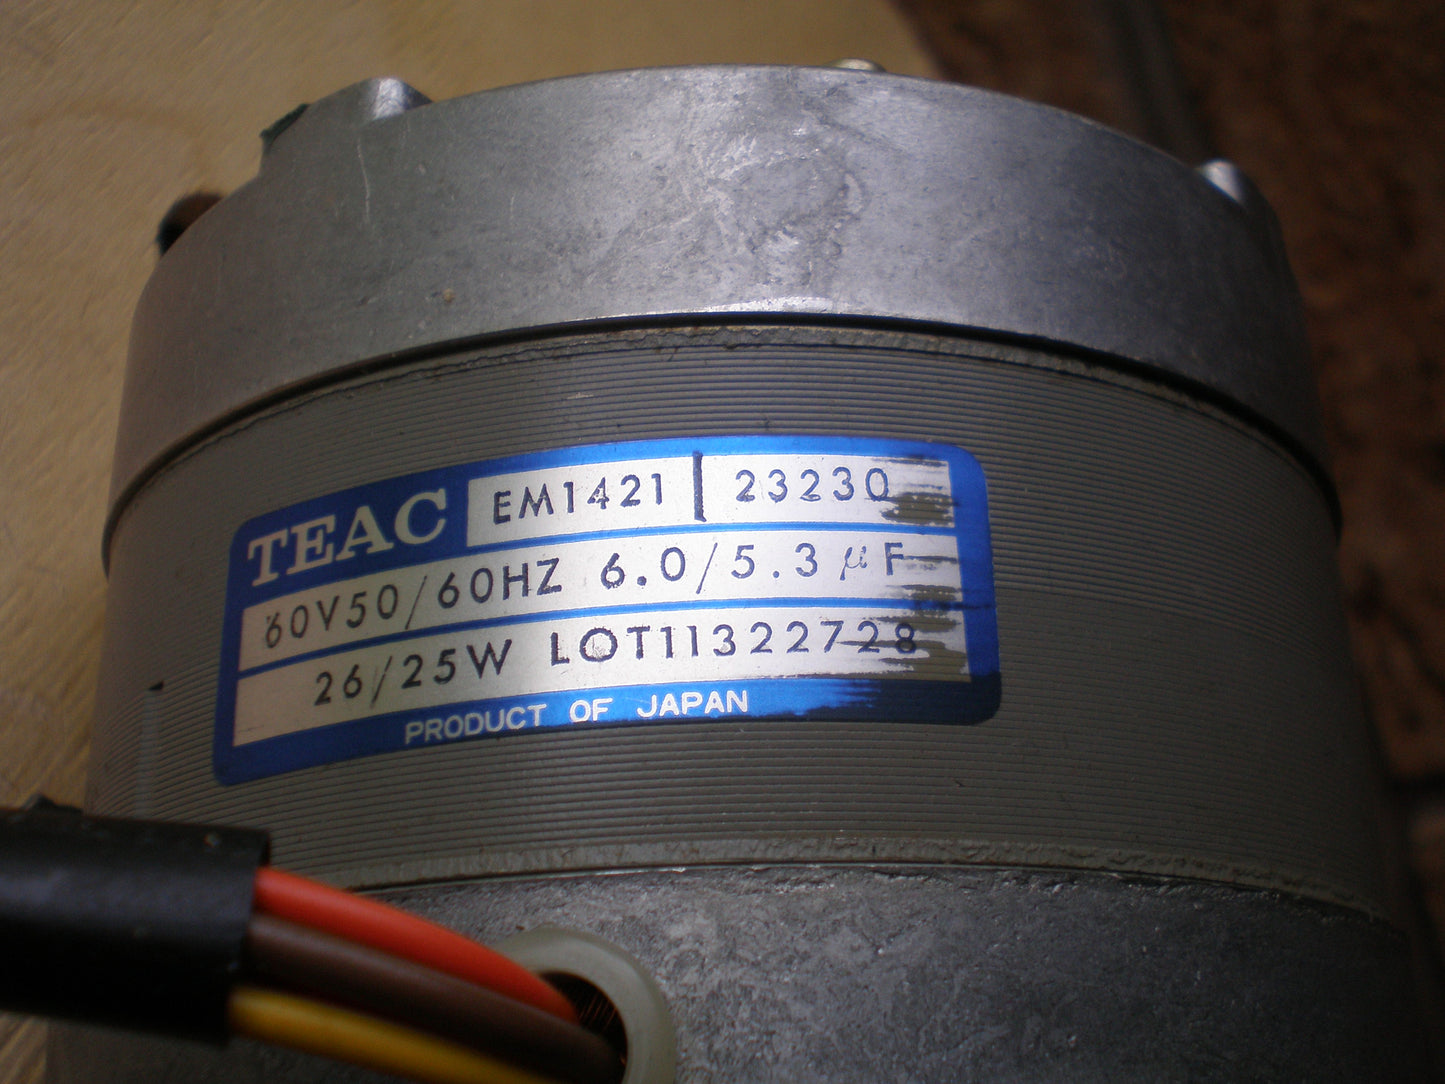 TEAC EM1421 23230
60V50/60HZ 6.0/5.3µF
26/25W LOT11322728
PRODUCT OF JAPAN